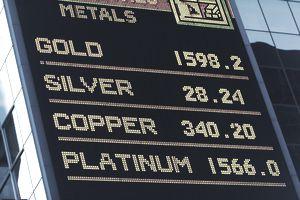 METALS
GOLD 1598.2
SILVER 28.24
COPPER 340.20
PLATINUM 1566.0